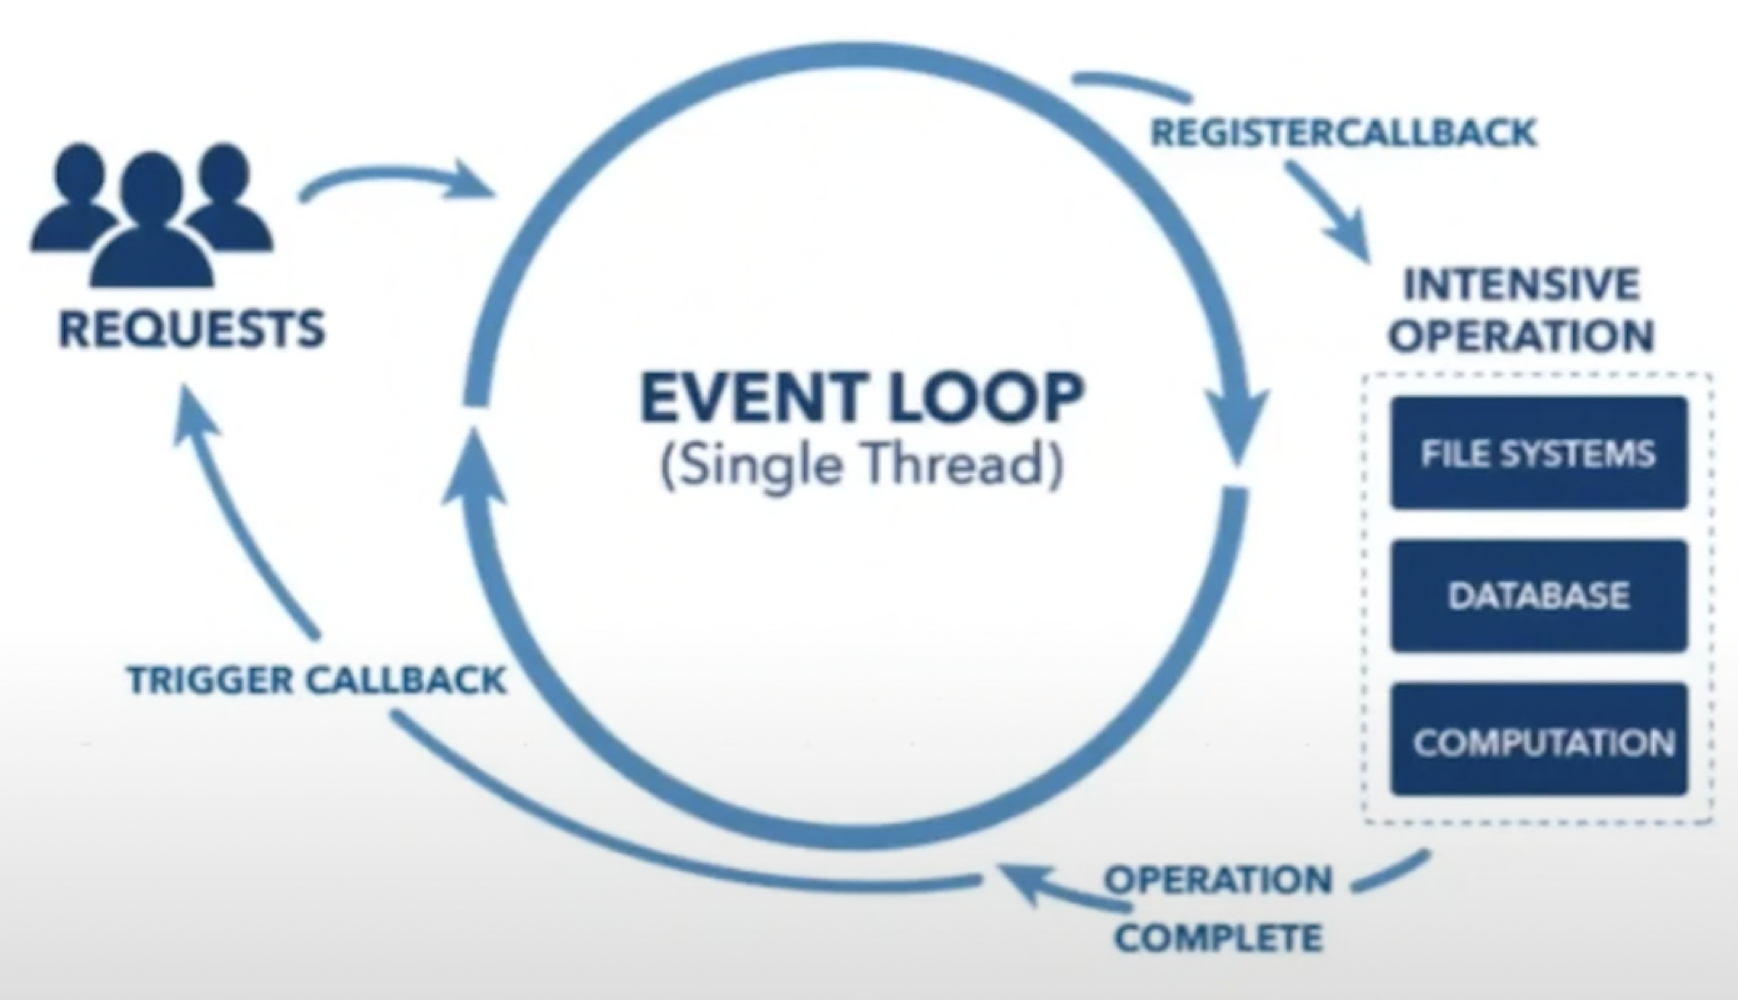 REGISTERCALLBACK
REQUESTS
INTENSIVE
OPERATION
EVENT LOOP
(Single Thread)
FILE SYSTEMS
DATABASE
COMPUTATION
TRIGGER CALLBACK
OPERATION
COMPLETE